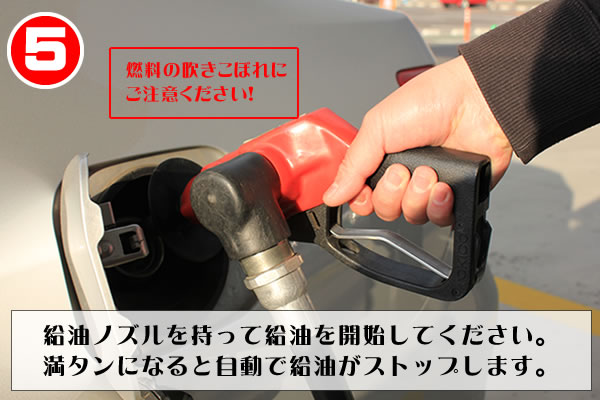 5
燃料の吹きこぼれに
ご注意ください!
給油ノズルを持って給油を開始してください。
満タンになると自動で給油がストップします。